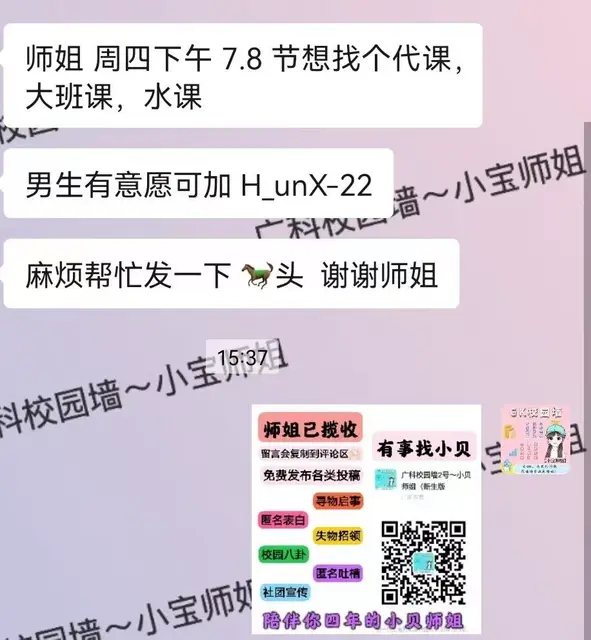 师姐 周四下午 7.8 节想找个代课,
大班课，水课
男生有意愿可加 H_unX-22
广科校园墙～小宝师姐
麻烦帮忙发一下 🐎头 谢谢师姐
15:37
科校园墙～小宝师姐
师姐已揽收
留言会复制到评论区
免费发布各类投稿
寻物启事
匿名表白
失物招领
校园八卦
匿名吐槽
社团宣传
有事找小贝
广科校园墙2号～小贝
师姐（新生版
陪伴你四年的小贝师姐
GK校园墙
墙～小宝师姐